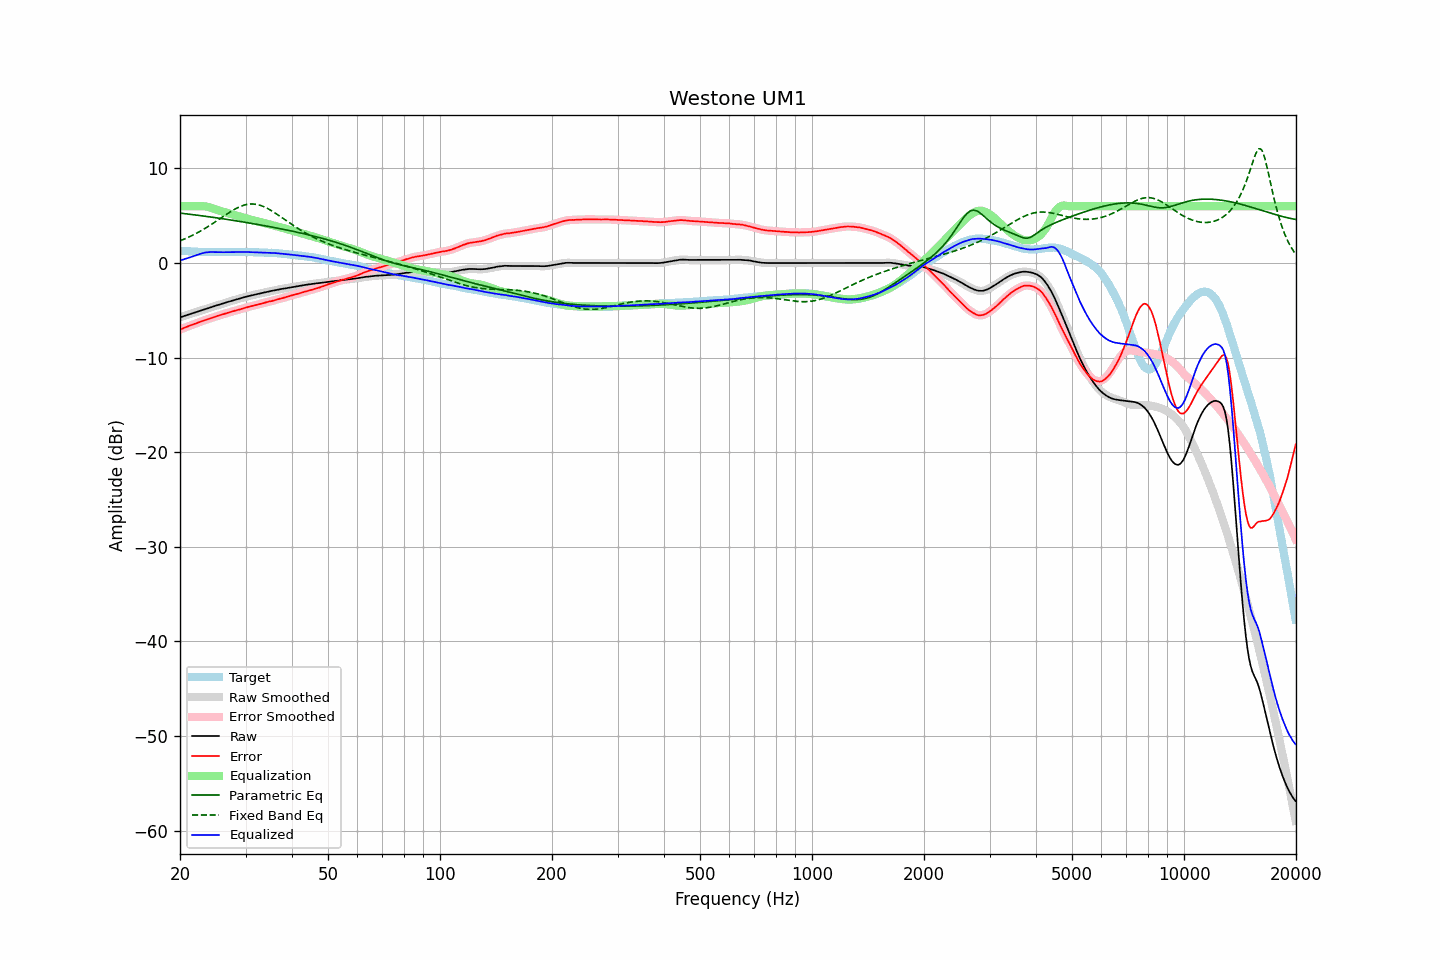 Westone UM1
10
0
−10
−20
−30
−40
−50
−60
Amplitude (dBr)
Target
Raw Smoothed
Error Smoothed
Raw
Error
Equalization
Parametric Eq
Fixed Band Eq
Equalized
20 50 100 200 500 1000 2000 5000 10000 20000
Frequency (Hz)